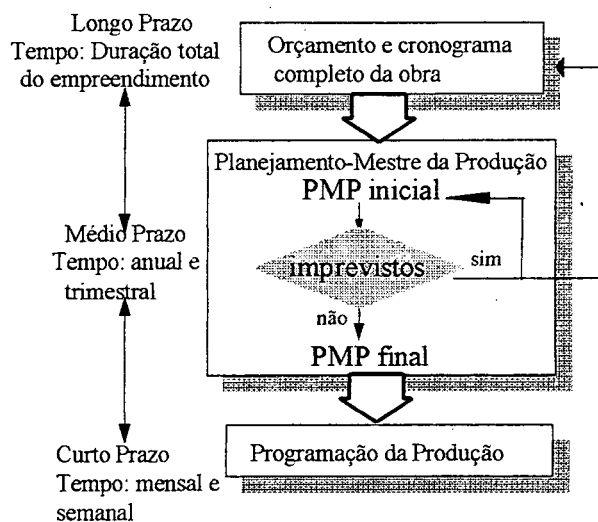 Longo Prazo
Tempo: Duração total
do empreendimento
Orçamento e cronograma
completo da obra
Planejamento-Mestre da Produção
PMP inicial
Médio Prazo
Tempo: anual e
trimestral
imprevistos
sim
não
PMP final
Curto Prazo
Tempo: mensal e
semanal
Programação da Produção